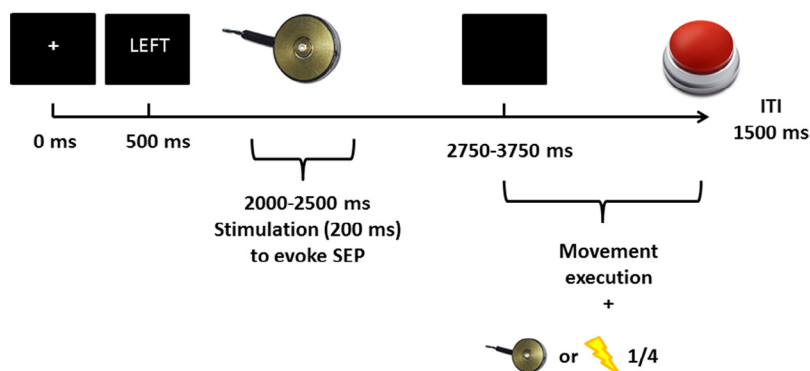 +
LEFT
0 ms
500 ms
2000-2500 ms
Stimulation (200 ms)
to evoke SEP
2750-3750 ms
ITI
1500 ms
Movement
execution
+
or 1/4